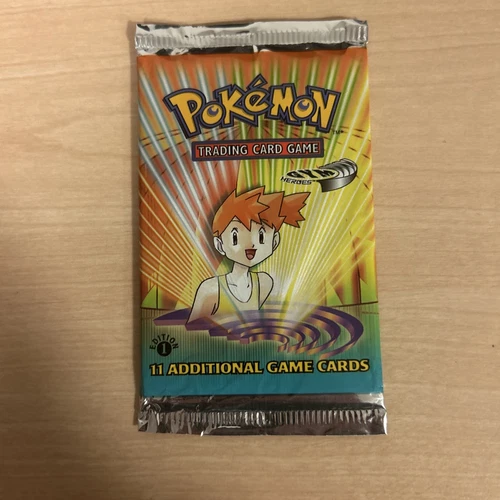 POKéMON
TRADING CARD GAME
GYM
HEROES
EDITION
1
11 ADDITIONAL GAME CARDS